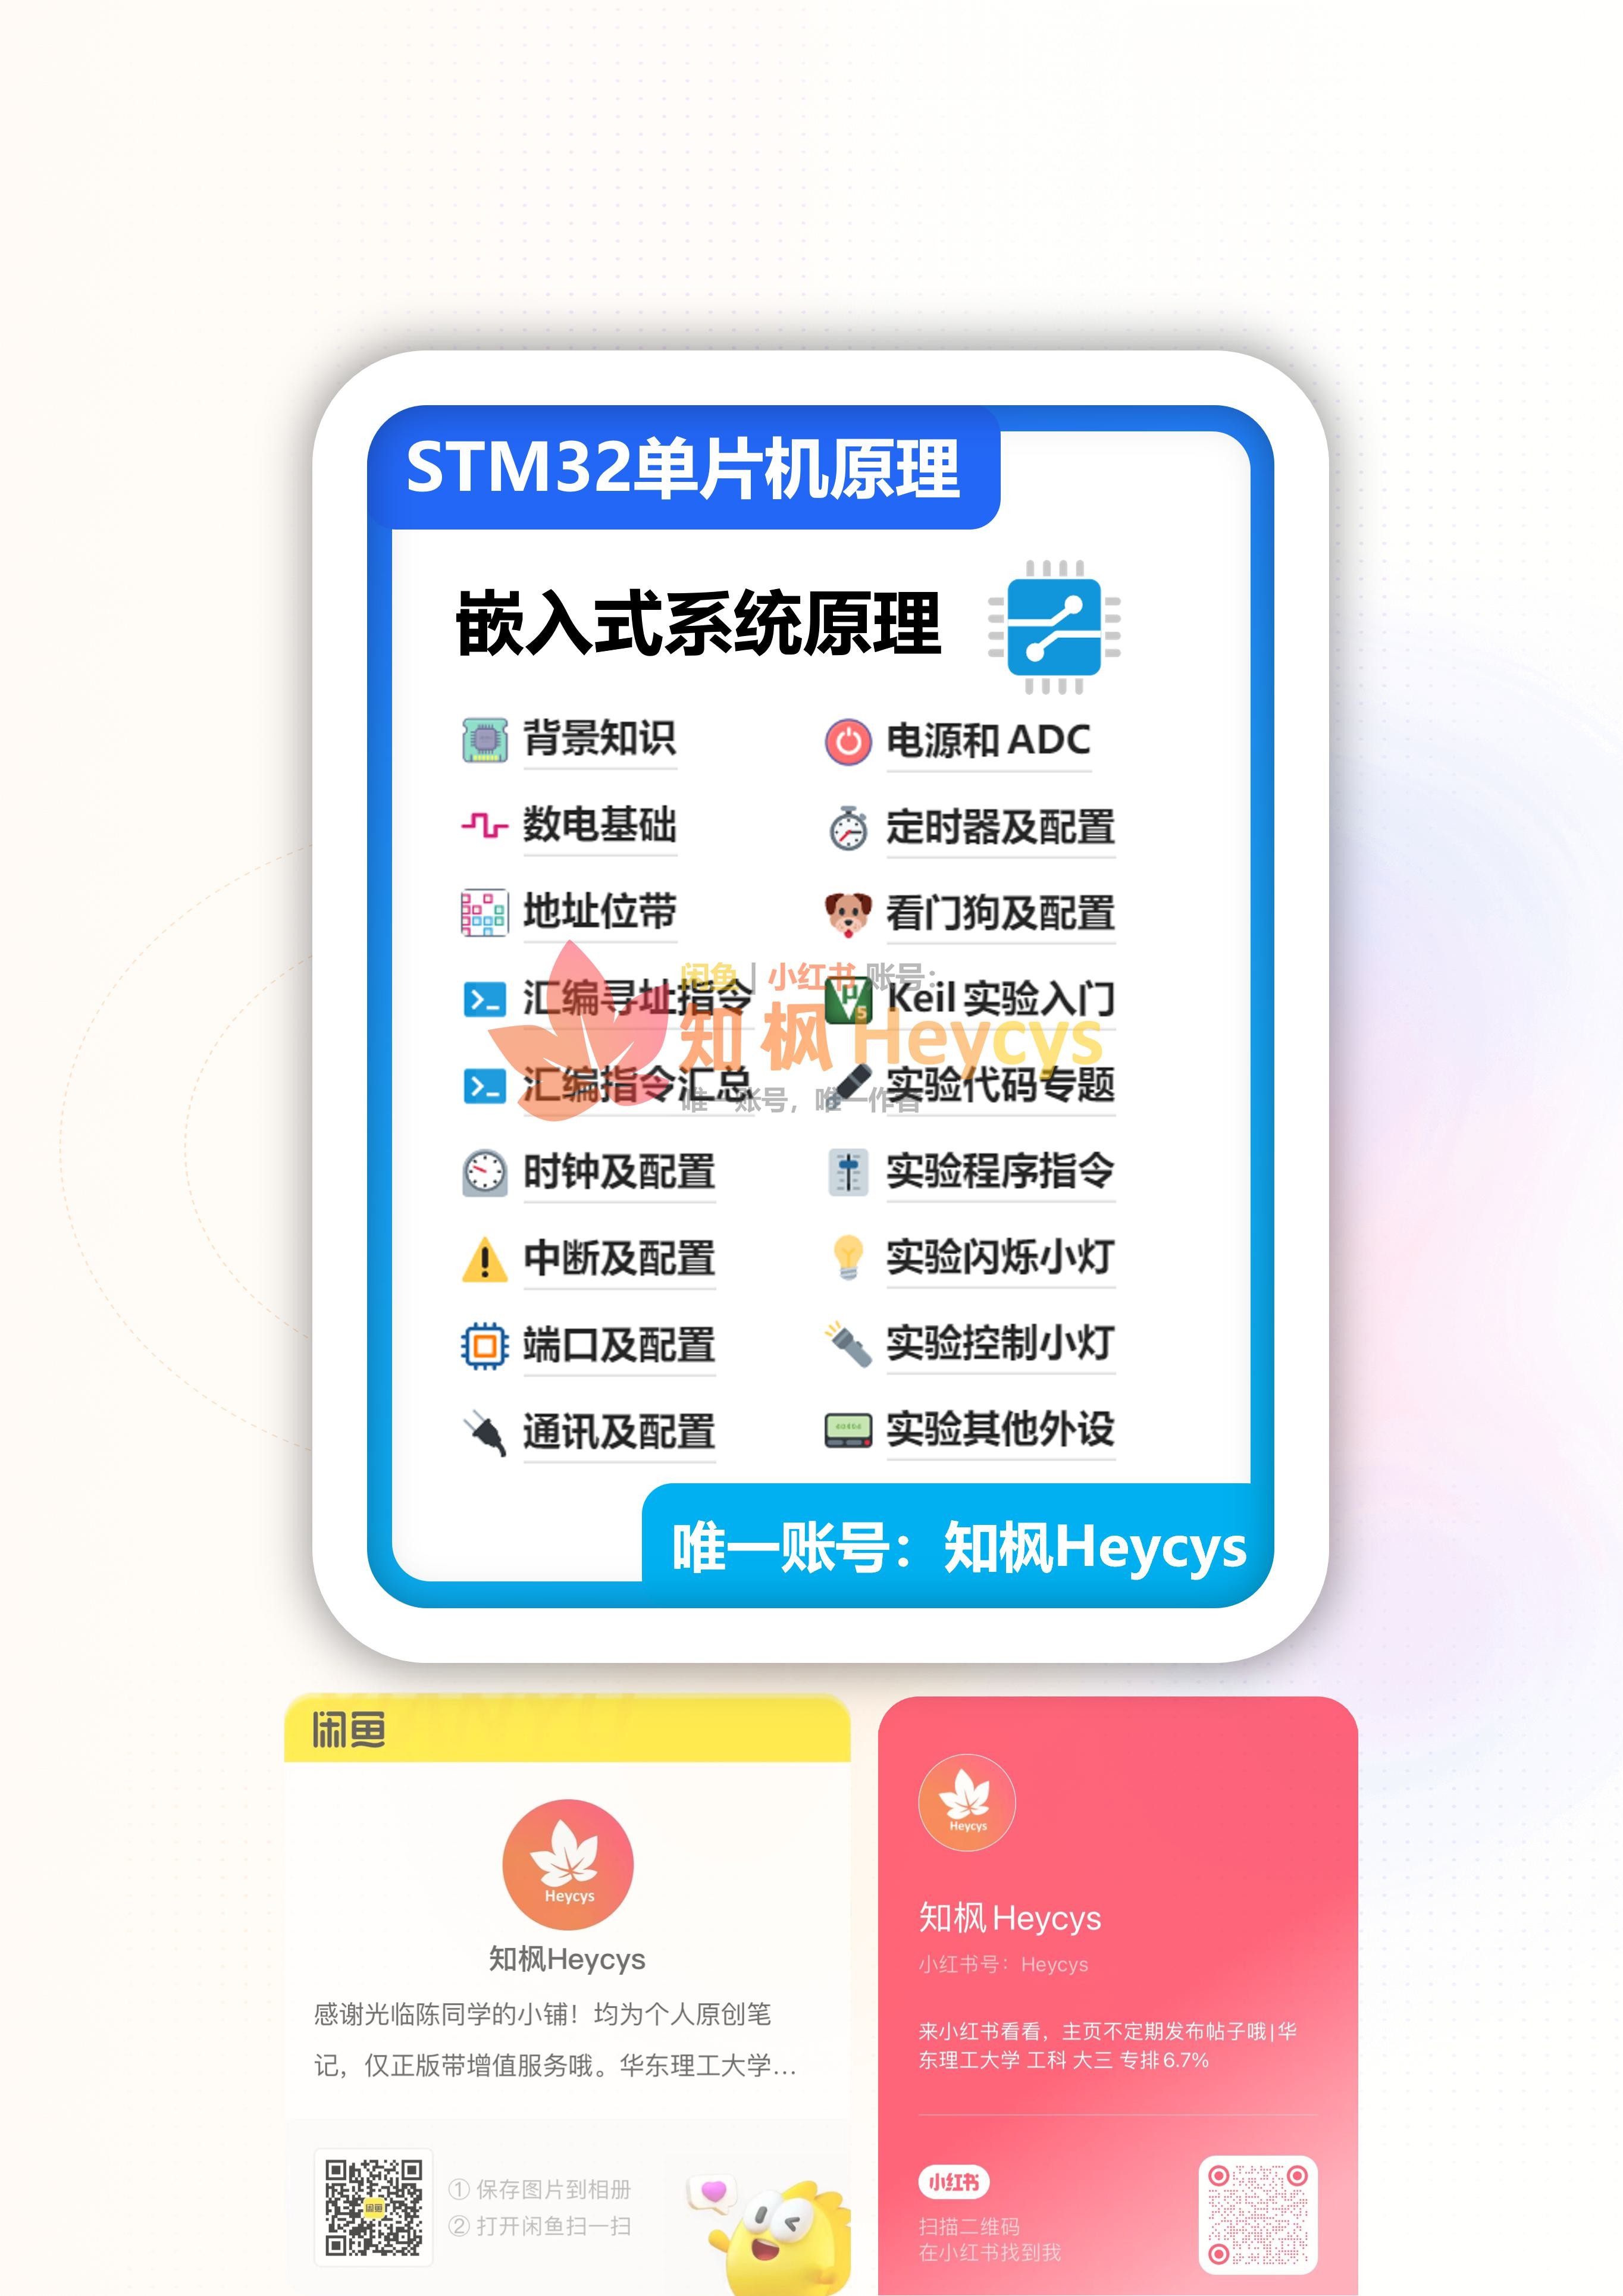 STM32单片机原理
嵌入式系统原理
背景知识
数电基础
地址位带
汇编寻址指令
汇编指令汇总
时钟及配置
中断及配置
端口及配置
通讯及配置
电源和 ADC
定时器及配置
看门狗及配置
Keil 实验入门
实验代码专题
实验程序指令
实验闪烁小灯
实验控制小灯
实验其他外设
闲鱼 | 小红书 账号:
知枫 Heycys
唯一账号，唯一作者
唯一账号：知枫Heycys
闲鱼
Heycys
知枫Heycys
感谢光临陈同学的小铺！均为个人原创笔
记，仅正版带增值服务哦。华东理工大学...
① 保存图片到相册
② 打开闲鱼扫一扫
Heycys
知枫 Heycys
小红书号：Heycys
来小红书看看，主页不定期发布帖子哦|华
东理工大学 工科 大三 专排6.7%
小红书
扫描二维码
在小红书找到我